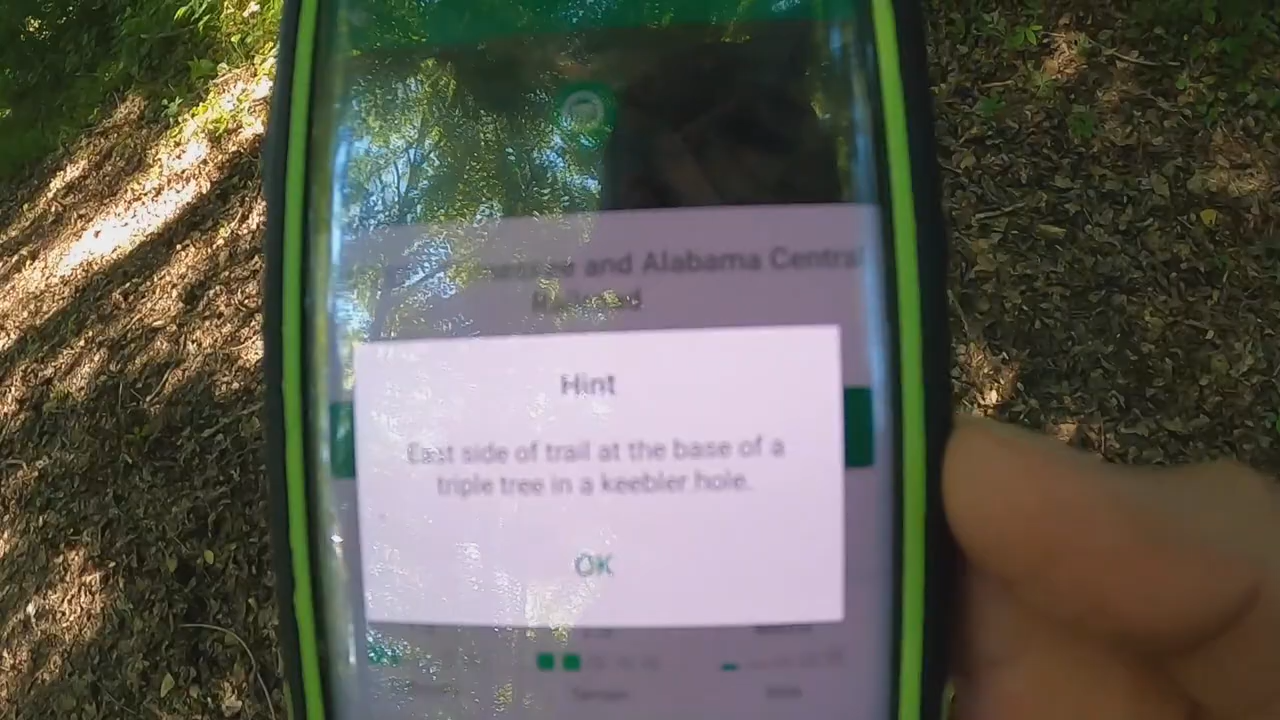 and Alabama Central
Hint
East side of trail at the base of a
triple tree in a keebler hole.
OK